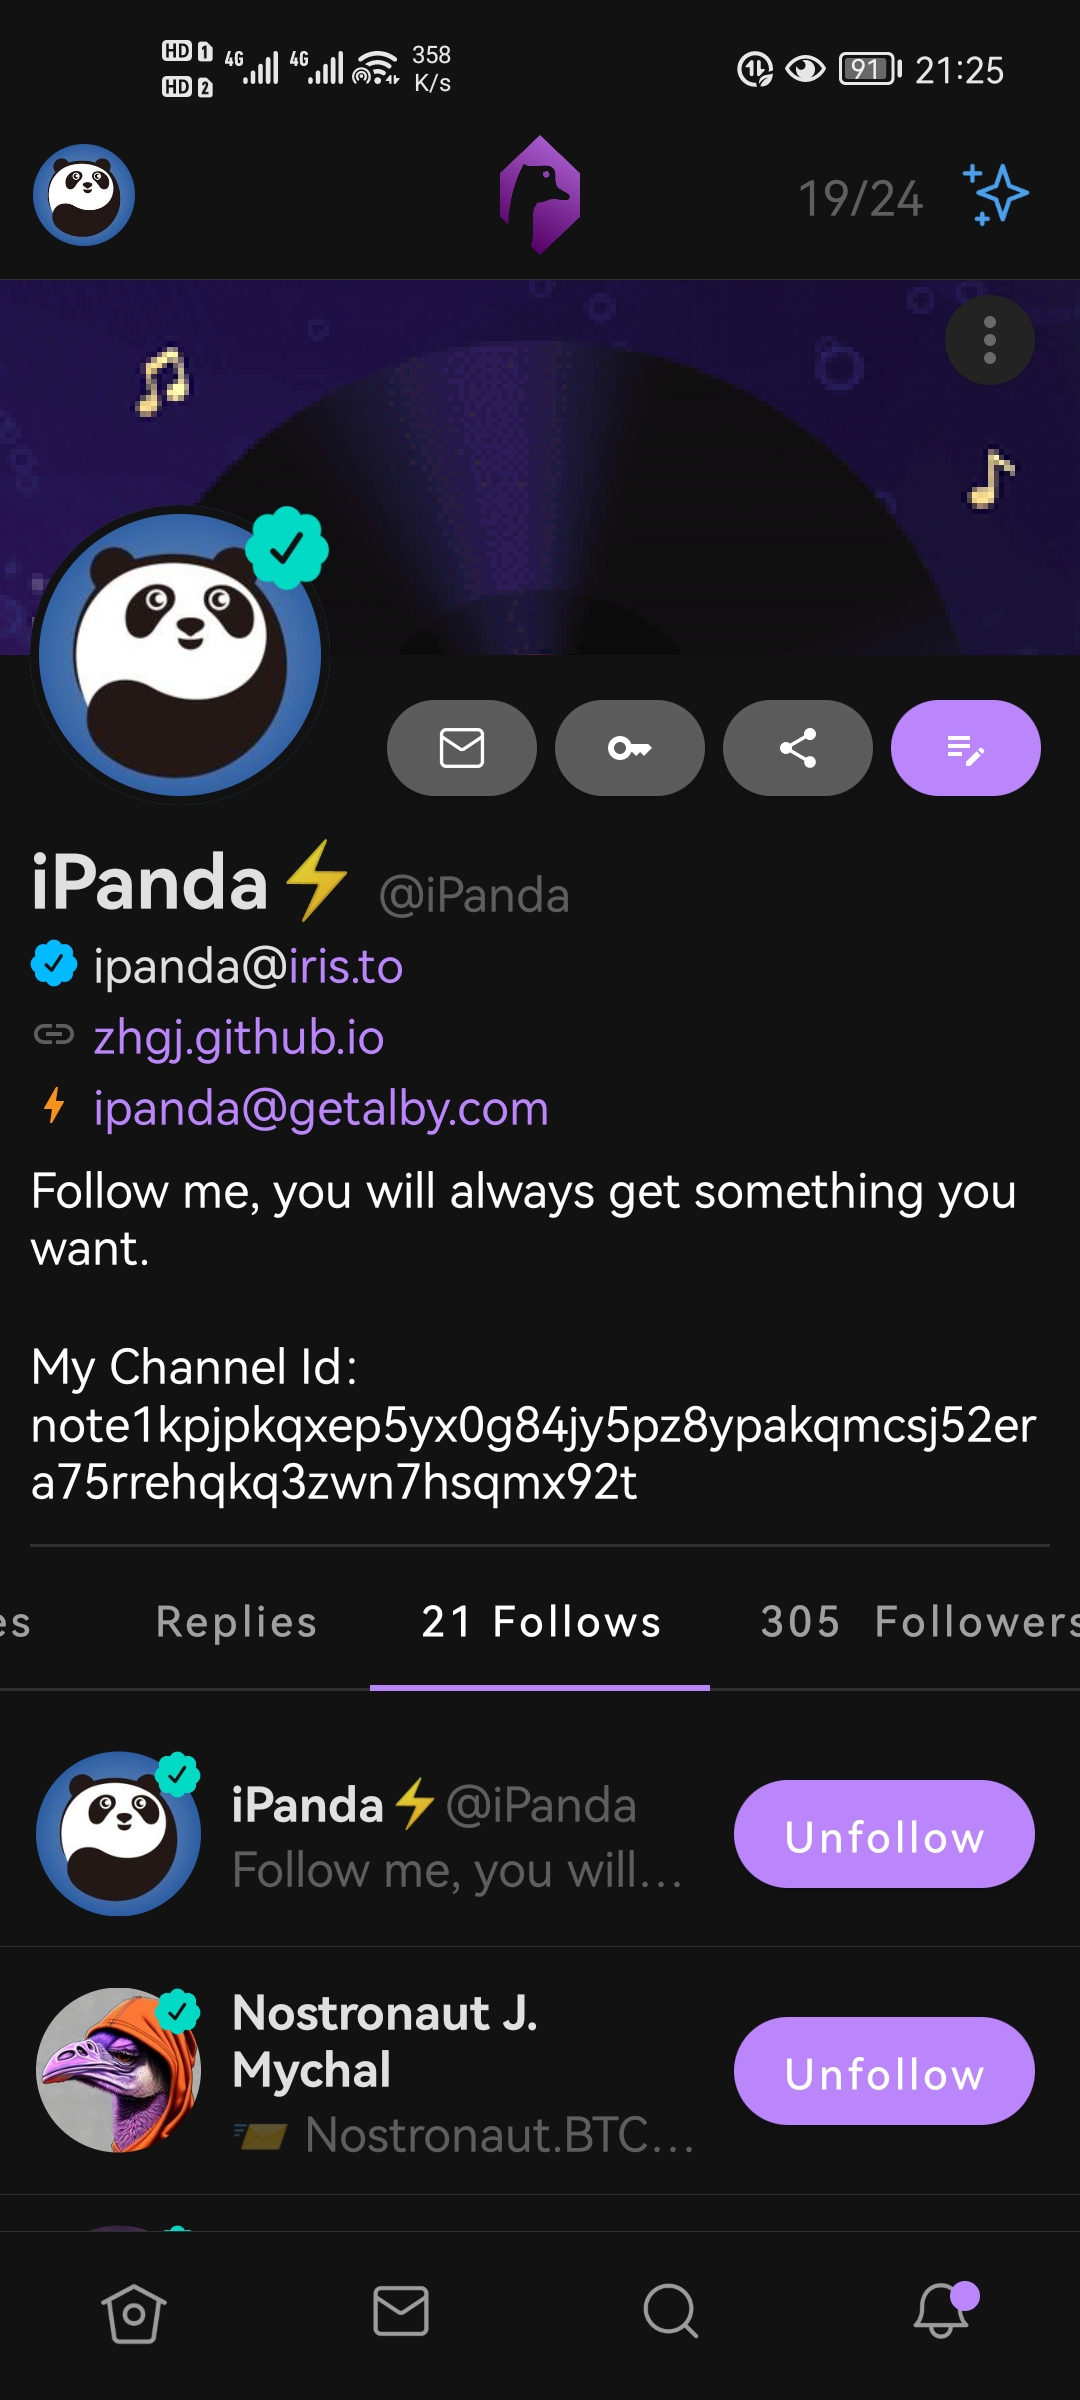 HD 1 4G 4G 358
HD 2 K/s
91 21:25
19/24
iPanda⚡ @iPanda
ipanda@iris.to
zhgj.github.io
ipanda@getalby.com
Follow me, you will always get something you
want.
My Channel Id:
note1kpjpkqxep5yx0g84jy5pz8ypakqmcsj52er
a75rrehqkq3zwn7hsqmx92t
es Replies 21 Follows 305 Followers
iPanda⚡@iPanda
Follow me, you will…
Unfollow
Nostronaut J.
Mychal
Nostronaut.BTC…
Unfollow